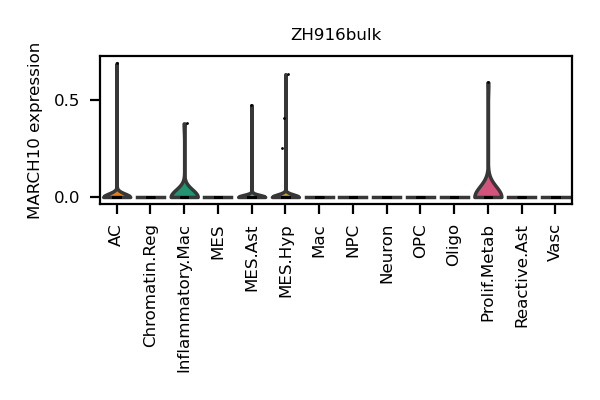 ZH916bulk
MARCH10 expression
0.5
0.0
AC
Chromatin.Reg
Inflammatory.Mac
MES
MES.Ast
MES.Hyp
Mac
NPC
Neuron
OPC
Oligo
Prolif.Metab
Reactive.Ast
Vasc